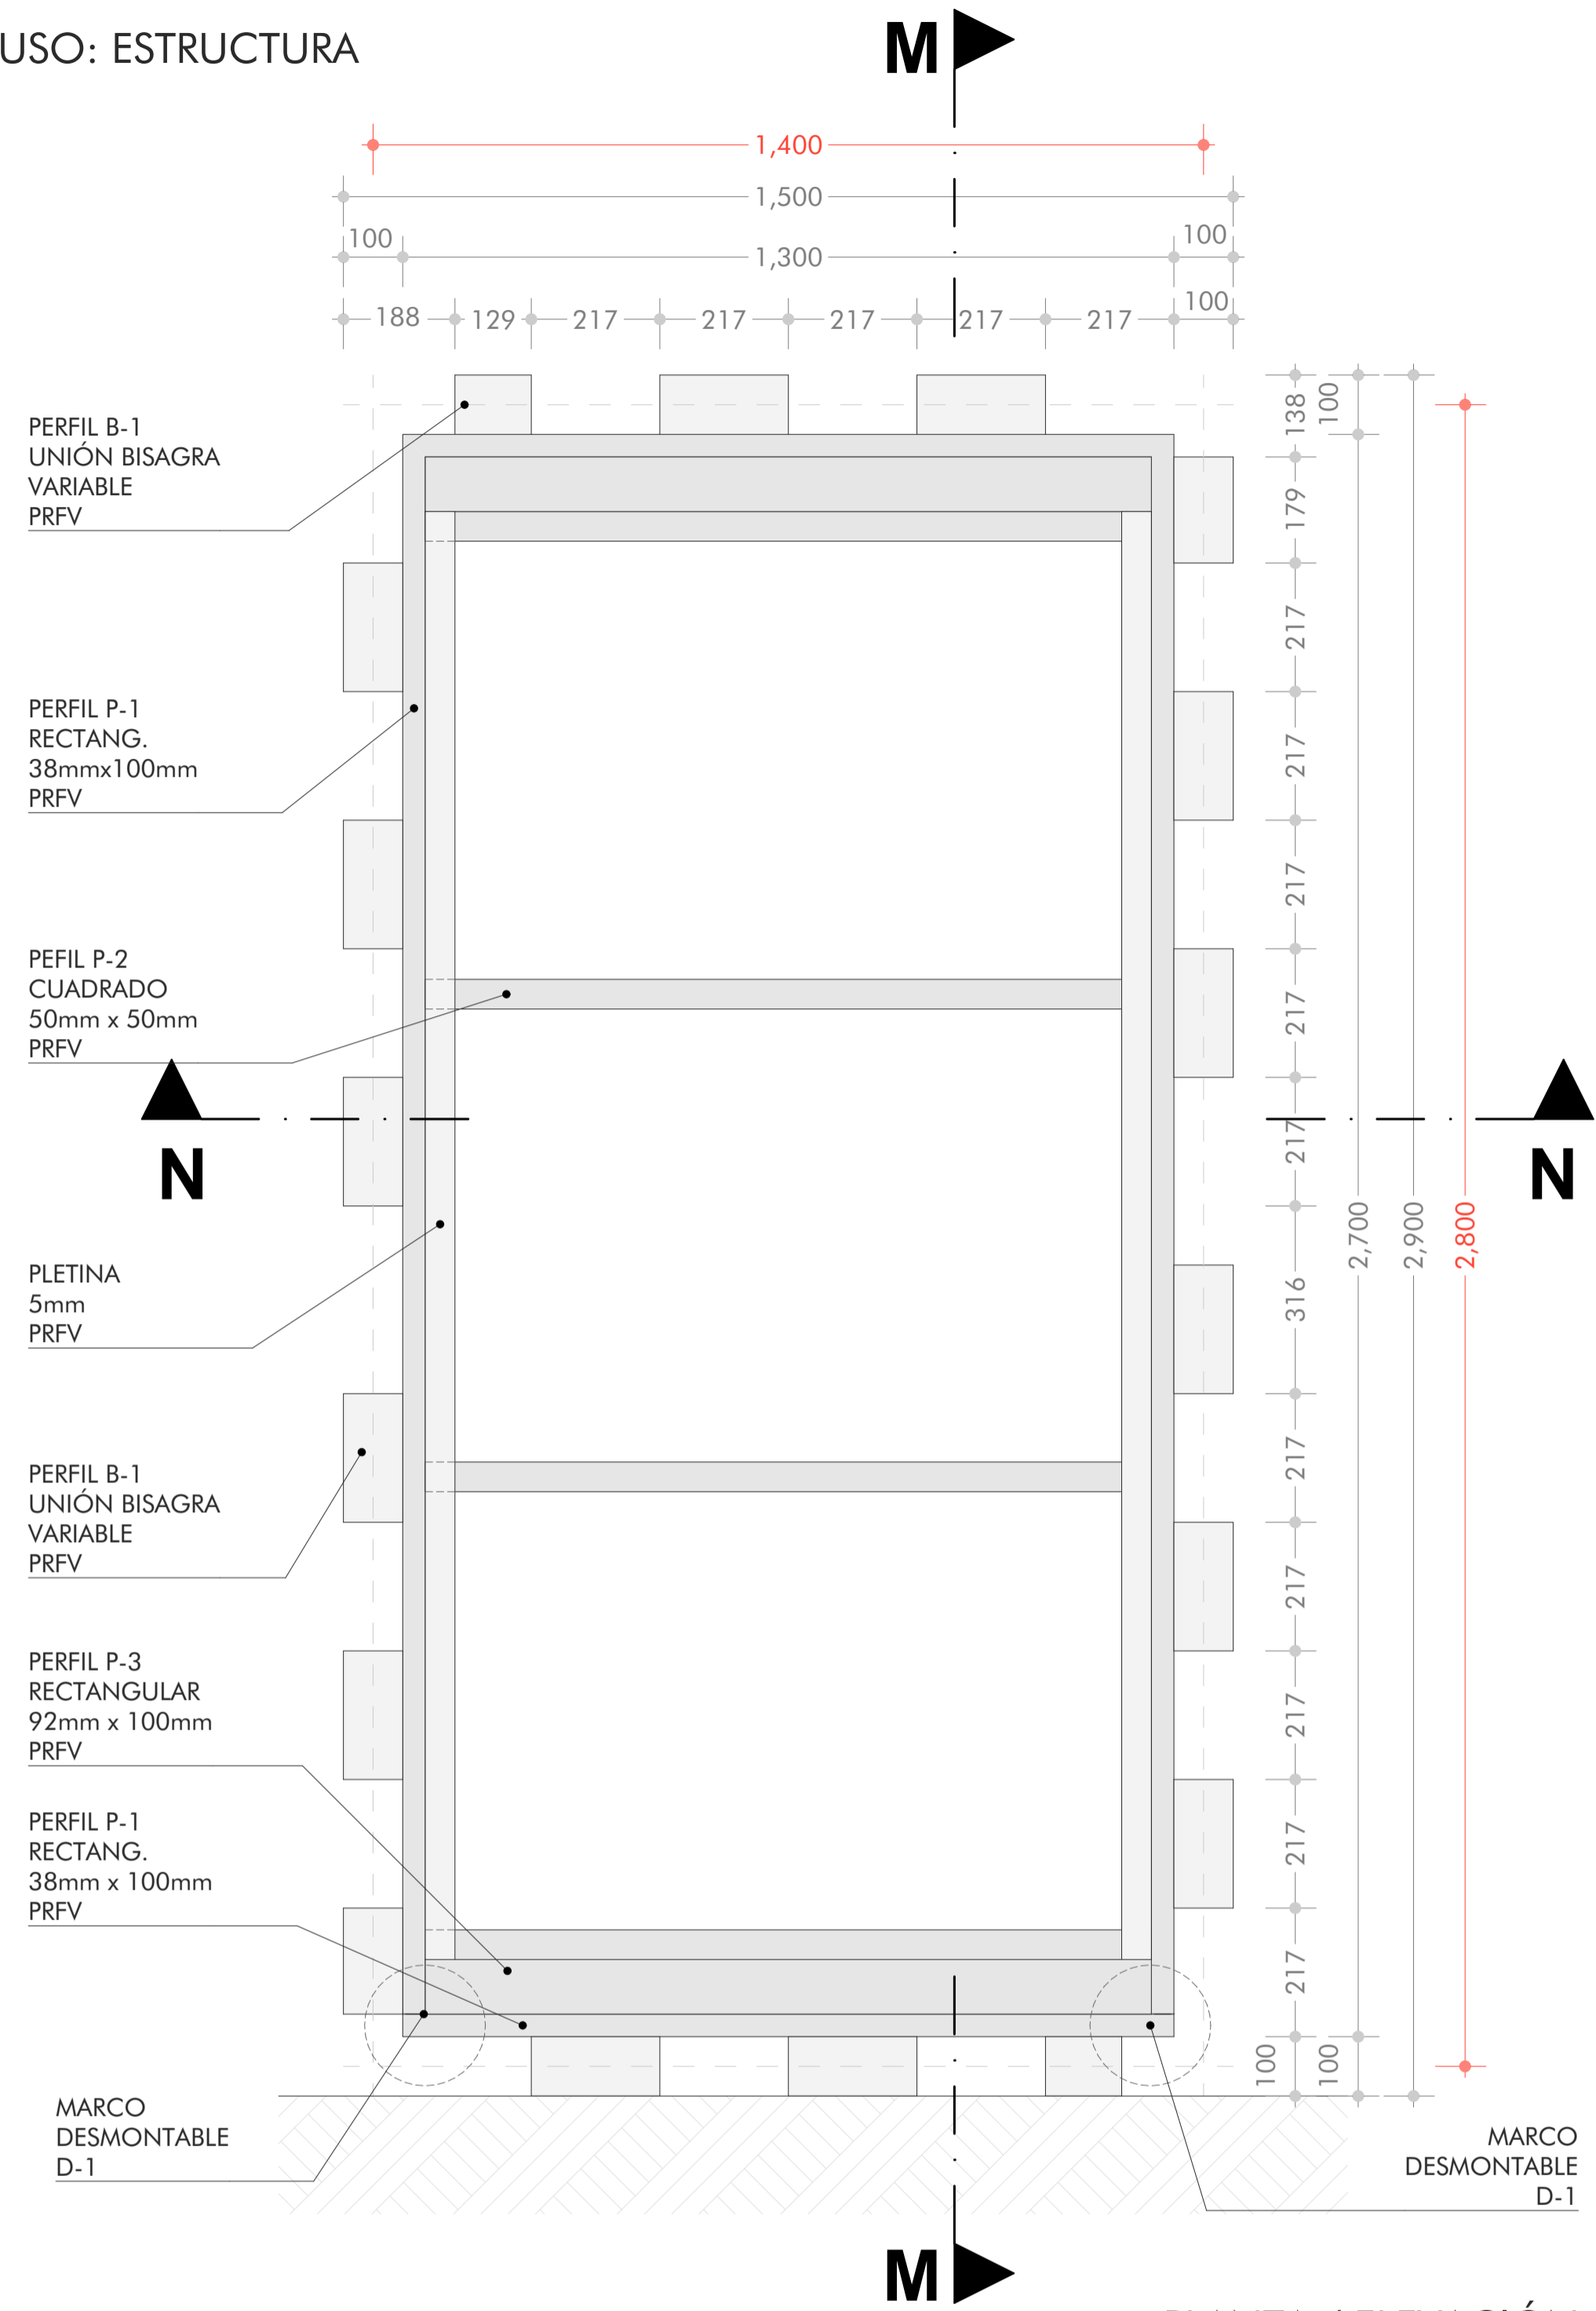 USO: ESTRUCTURA
M
1,400
1,500
100
1,300
100
188
129
217
217
217
217
217
100
138
100
179
217
217
217
217
217
316
217
217
217
217
217
100
100
2,700
2,900
2,800
PERFIL B-1
UNIÓN BISAGRA
VARIABLE
PRFV
PERFIL P-1
RECTANG.
38mmx100mm
PRFV
PEFIL P-2
CUADRADO
50mm x 50mm
PRFV
N
N
PLETINA
5mm
PRFV
PERFIL B-1
UNIÓN BISAGRA
VARIABLE
PRFV
PERFIL P-3
RECTANGULAR
92mm x 100mm
PRFV
PERFIL P-1
RECTANG.
38mm x 100mm
PRFV
MARCO
DESMONTABLE
D-1
MARCO
DESMONTABLE
D-1
M